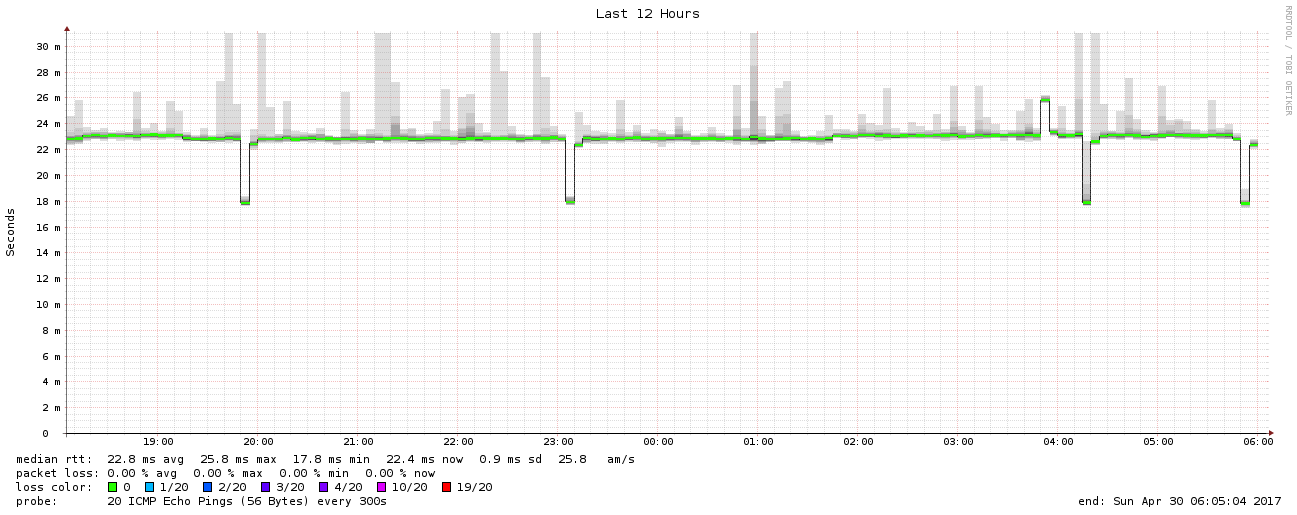 Last 12 Hours
RRDTOOL / TOBI OETIKER
Seconds
30 m
28 m
26 m
24 m
22 m
20 m
18 m
16 m
14 m
12 m
10 m
8 m
6 m
4 m
2 m
0
19:00 20:00 21:00 22:00 23:00 00:00 01:00 02:00 03:00 04:00 05:00 06:00
median rtt: 22.8 ms avg 25.8 ms max 17.8 ms min 22.4 ms now 0.9 ms sd 25.8 am/s
packet loss: 0.00 % avg 0.00 % max 0.00 % min 0.00 % now
loss color: 0 1/20 2/20 3/20 4/20 10/20 19/20
probe: 20 ICMP Echo Pings (56 Bytes) every 300s end: Sun Apr 30 06:05:04 2017